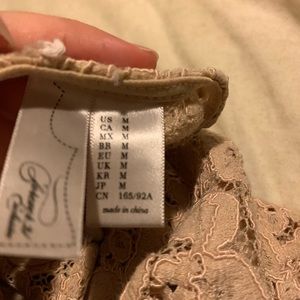 US M
CA M
MX M
BR M
EU M
UK M
KR M
JP M
CN 165/92A
made in china